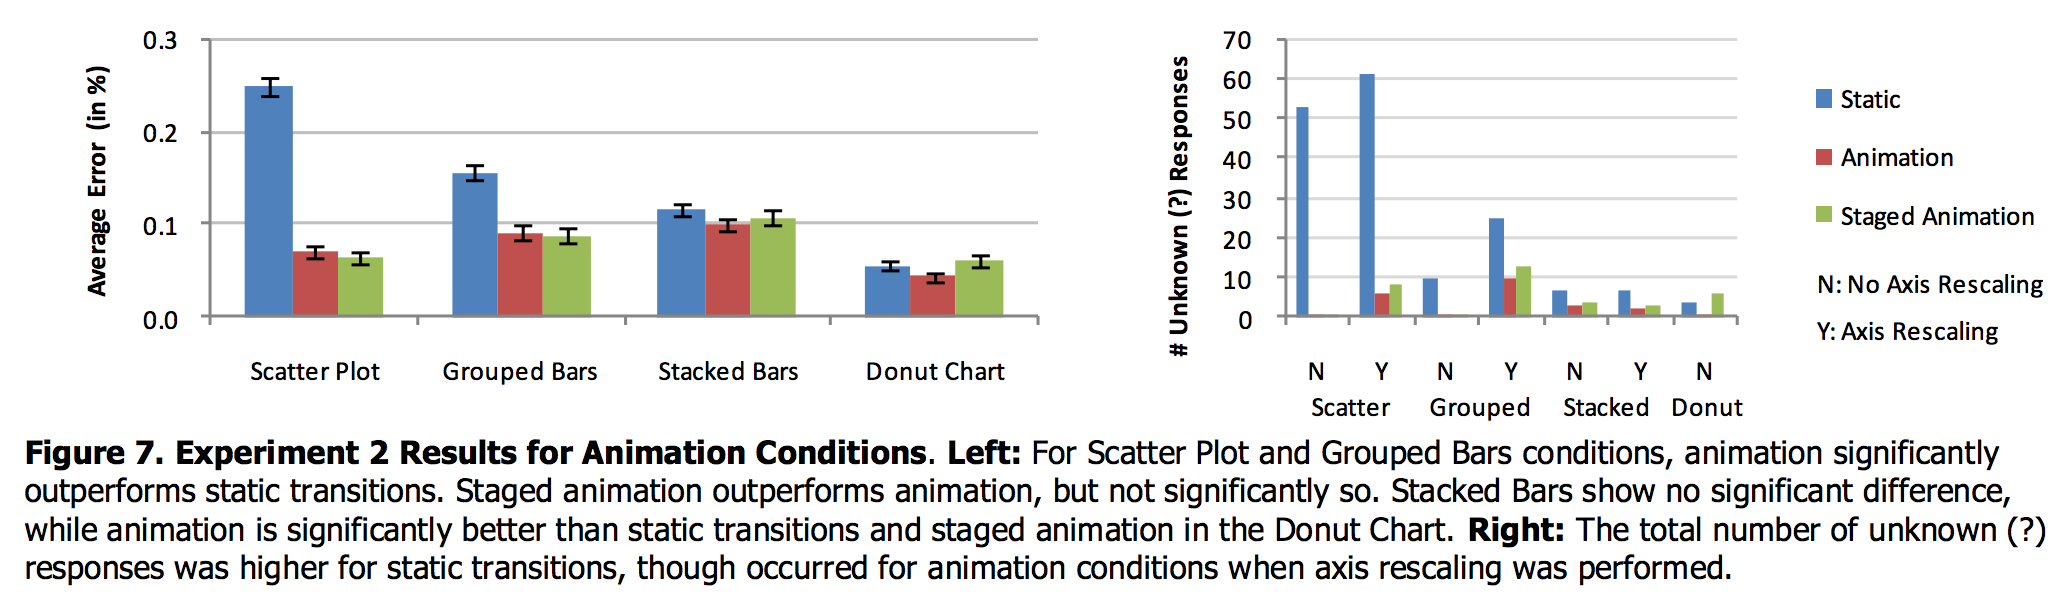 Average Error (in %)
0.3
0.2
0.1
0.0
Scatter Plot
Grouped Bars
Stacked Bars
Donut Chart
# Unknown (?) Responses
70
60
50
40
30
20
10
0
N Y N Y N Y N
Scatter Grouped Stacked Donut
Static
Animation
Staged Animation
N: No Axis Rescaling
Y: Axis Rescaling
Figure 7. Experiment 2 Results for Animation Conditions. Left: For Scatter Plot and Grouped Bars conditions, animation significantly
outperforms static transitions. Staged animation outperforms animation, but not significantly so. Stacked Bars show no significant difference,
while animation is significantly better than static transitions and staged animation in the Donut Chart. Right: The total number of unknown (?)
responses was higher for static transitions, though occurred for animation conditions when axis rescaling was performed.